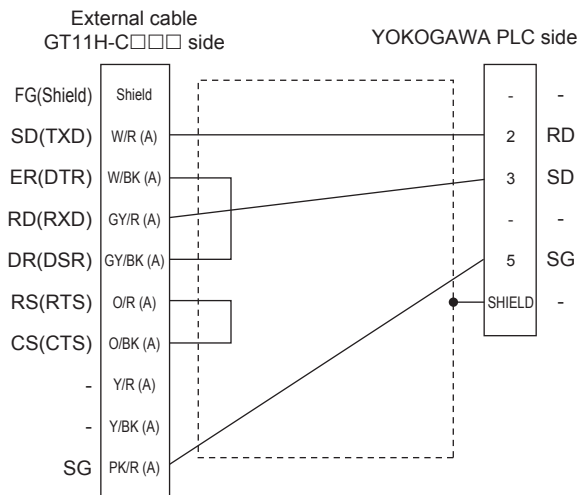 External cable
GT11H-C□□□ side
YOKOGAWA PLC side
FG(Shield) Shield - -
SD(TXD) W/R (A) 2 RD
ER(DTR) W/BK (A) 3 SD
RD(RXD) GY/R (A) - -
DR(DSR) GY/BK (A) 5 SG
RS(RTS) O/R (A) SHIELD -
CS(CTS) O/BK (A)
- Y/R (A)
- Y/BK (A)
SG PK/R (A)